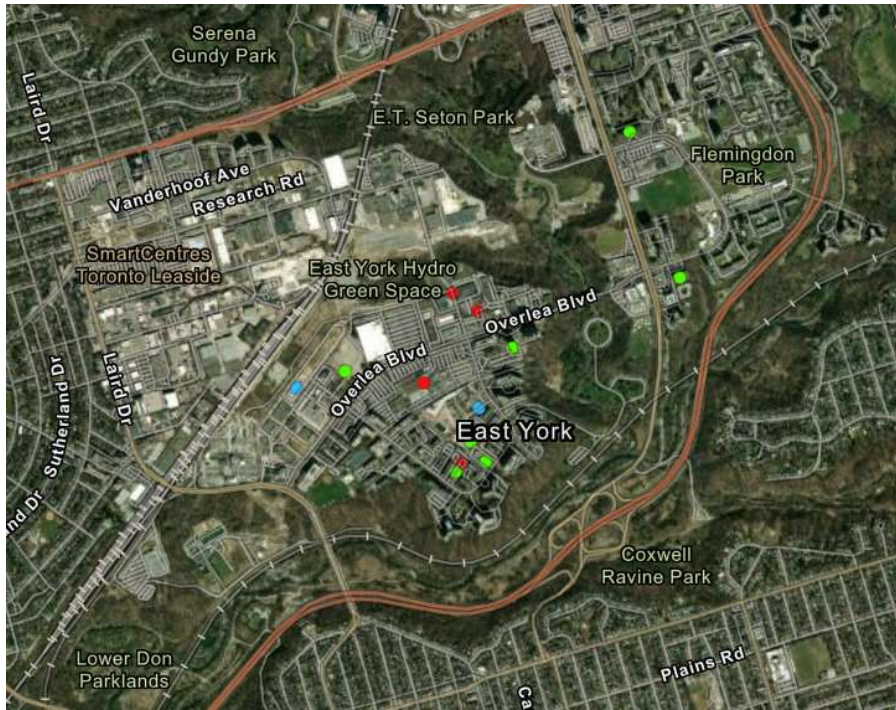 Serena
Gundy Park
Laird Dr
E.T. Seton Park
Flemingdon
Park
Vanderhoof Ave
Research Rd
SmartCentres
Toronto Leaside
East York Hydro
Green Space
Overlea Blvd
Overlea Blvd
Laird Dr
Sutherland Dr
East York
nd Dr
Coxwell
Ravine Park
Lower Don
Parklands
Plains Rd
Ca